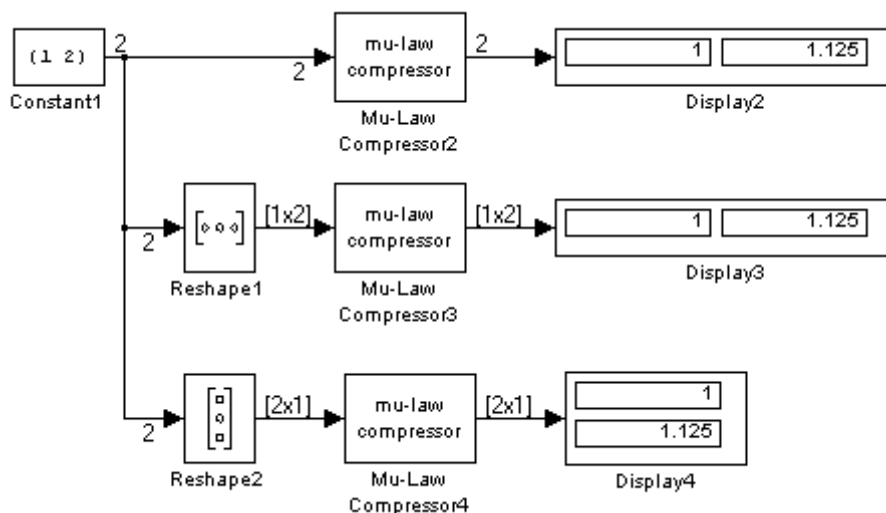 (1 2)
Constant1
2
2
mu-law
compressor
Mu-Law
Compressor2
2
1
1.125
Display2
2
Reshape1
[1x2]
mu-law
compressor
Mu-Law
Compressor3
[1x2]
1
1.125
Display3
2
Reshape2
[2x1]
mu-law
compressor
Mu-Law
Compressor4
[2x1]
1
1.125
Display4